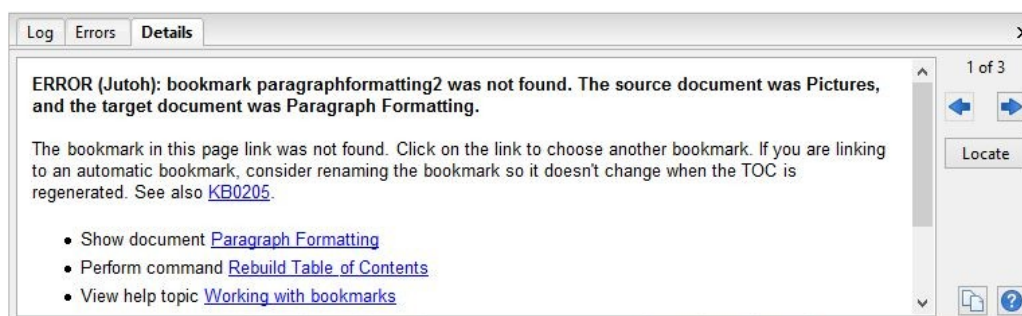 Log Errors Details
1 of 3
ERROR (Jutoh): bookmark paragraphformatting2 was not found. The source document was Pictures,
and the target document was Paragraph Formatting.
The bookmark in this page link was not found. Click on the link to choose another bookmark. If you are linking
to an automatic bookmark, consider renaming the bookmark so it doesn't change when the TOC is
regenerated. See also KB0205.
• Show document Paragraph Formatting
• Perform command Rebuild Table of Contents
• View help topic Working with bookmarks
Locate